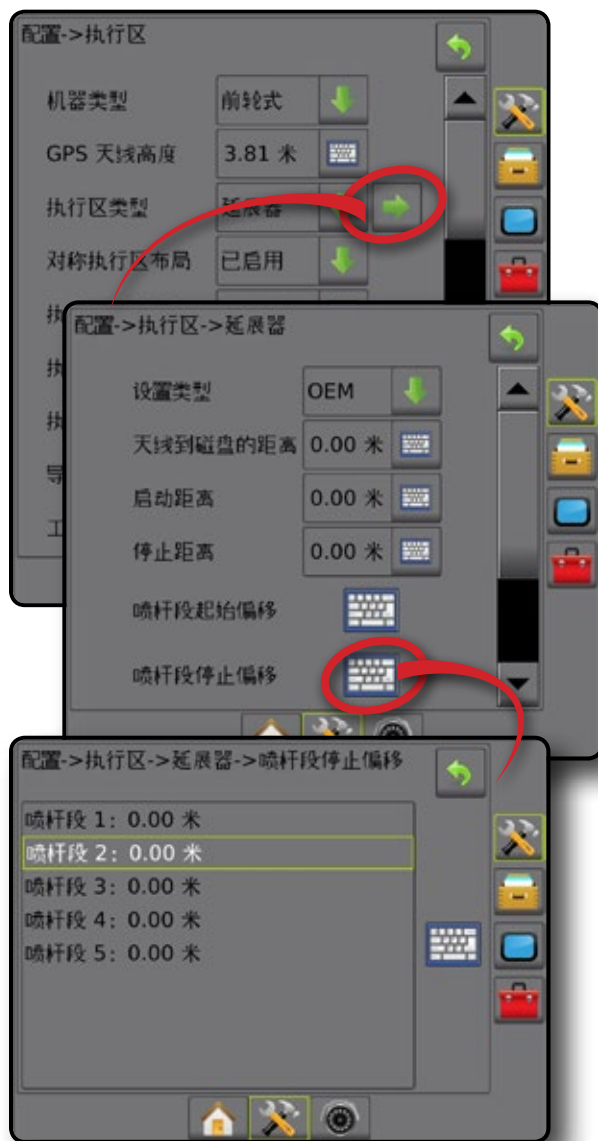 配置->执行区
机器类型 前轮式
GPS 天线高度 3.81 米
执行区类型 延展器
对称执行区布局 已启用
配置->执行区->延展器
设置类型 OEM
天线到磁盘的距离 0.00 米
启动距离 0.00 米
停止距离 0.00 米
喷杆段起始偏移
喷杆段停止偏移
配置->执行区->延展器->喷杆段停止偏移
喷杆段 1: 0.00 米
喷杆段 2: 0.00 米
喷杆段 3: 0.00 米
喷杆段 4: 0.00 米
喷杆段 5: 0.00 米